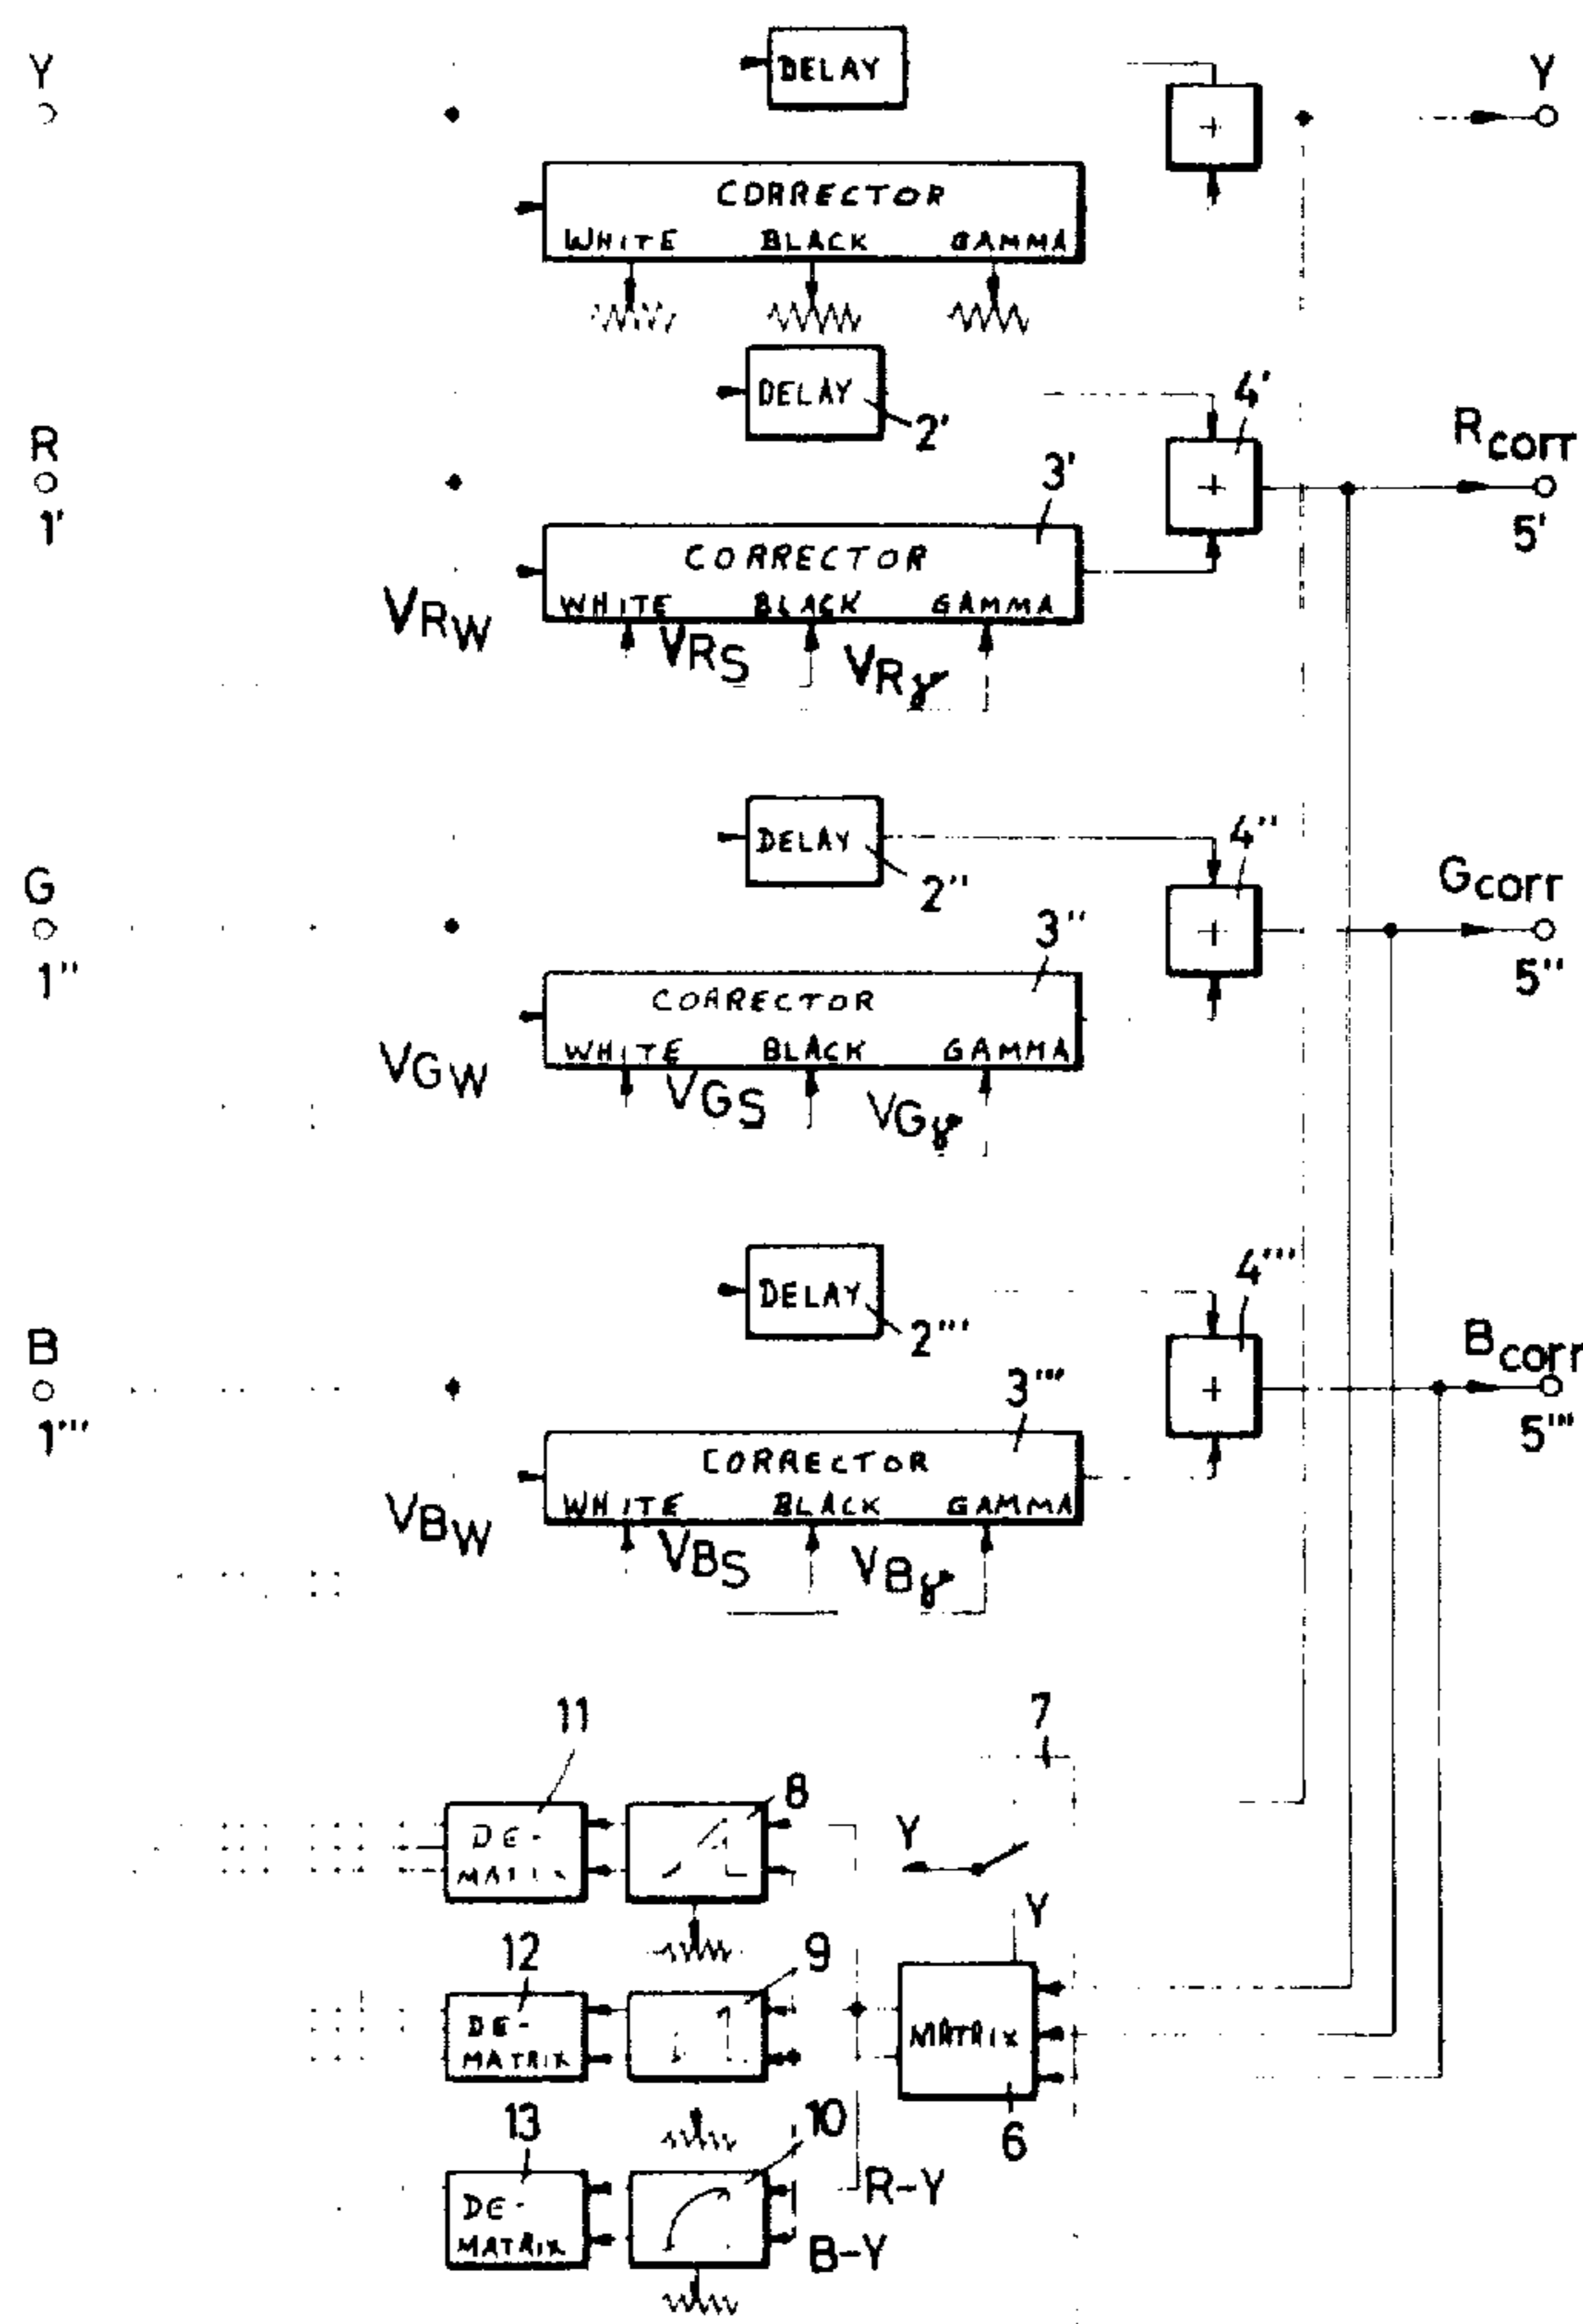 Y
DELAY
+
Y
CORRECTOR
WHITE BLACK GAMMA
R
1'
DELAY
2'
4'
+
Rcorr
5'
3'
CORRECTOR
WHITE BLACK GAMMA
VRW
VRS
VRγ
G
1"
DELAY
2"
4"
+
Gcorr
5"
3"
CORRECTOR
WHITE BLACK GAMMA
VGW
VGS
VGγ
B
1'''
DELAY
2'''
4'''
+
Bcorr
5'''
3'''
CORRECTOR
WHITE BLACK GAMMA
VBW
VBS
VBγ
7
11
DE-
8
Y
Y
12
DE-
MATRIX
9
MATRIX
6
13
DE-
MATRIX
10
R-Y
B-Y